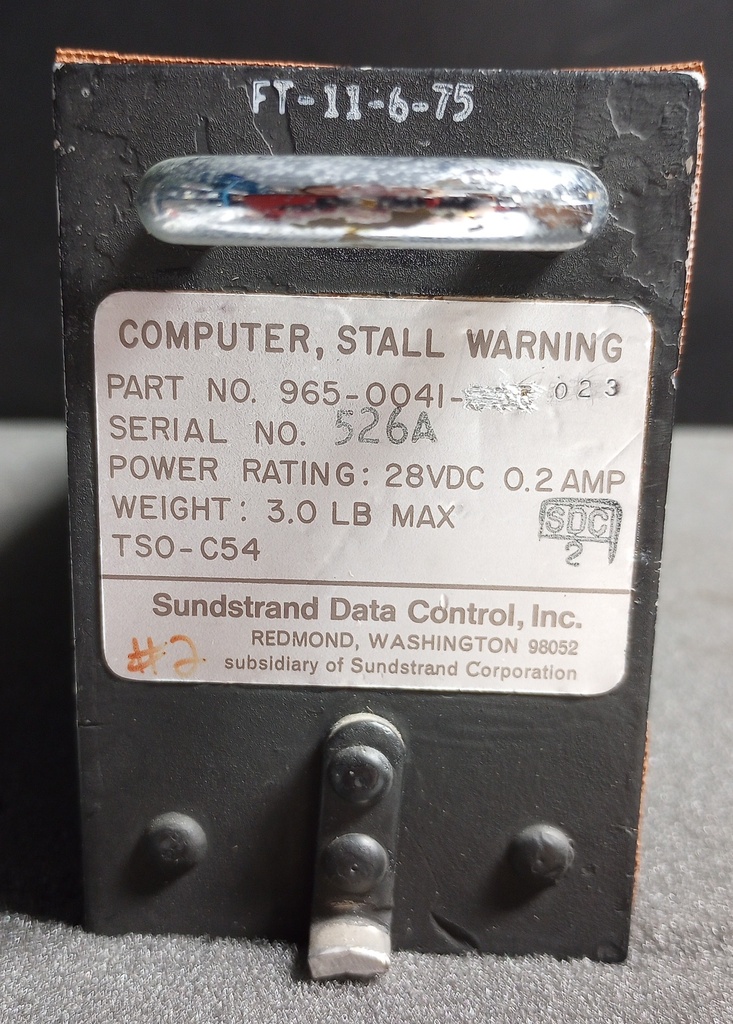 FT-11-6-75
COMPUTER, STALL WARNING
PART NO. 965-0041- 023
SERIAL NO. 526A
POWER RATING: 28VDC 0.2 AMP
WEIGHT: 3.0 LB MAX
SDC
2
TSO-C54
Sundstrand Data Control, Inc.
REDMOND, WASHINGTON 98052
#2
subsidiary of Sundstrand Corporation